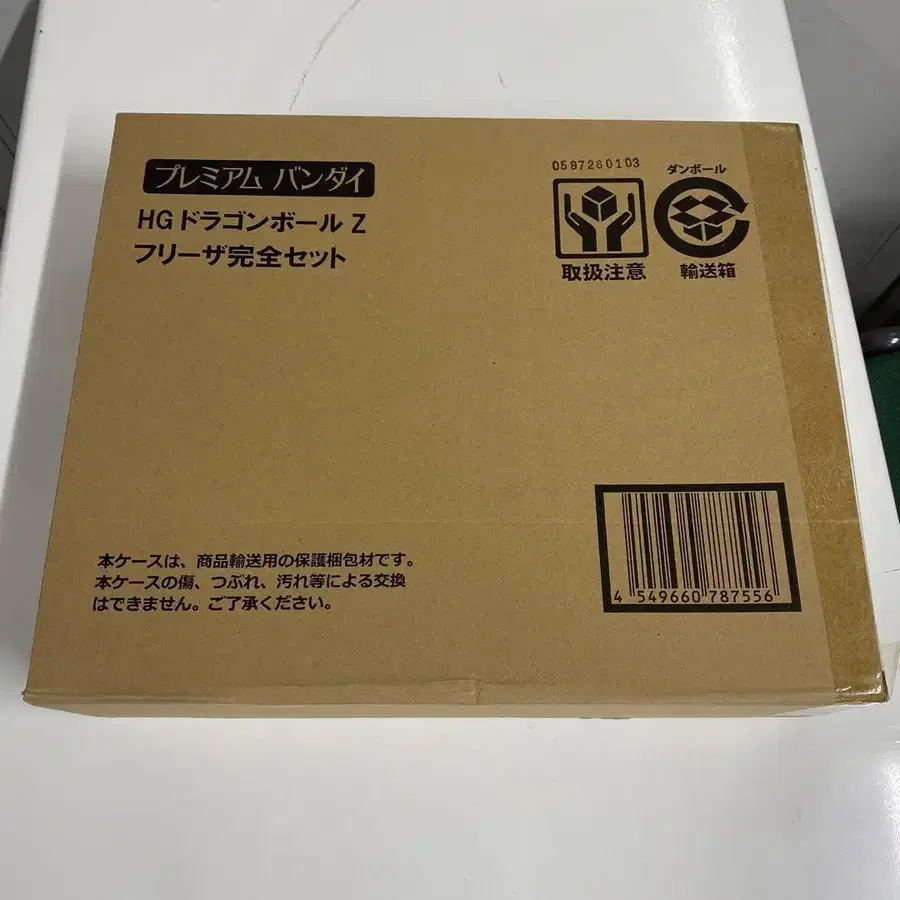 プレミアム バンダイ
HG ドラゴンボール Z
フリーザ完全セット
0597260103
ダンボール
取扱注意
輸送箱
本ケースは、商品輸送用の保護梱包材です。
本ケースの傷、つぶれ、汚れ等による交換
はできません。ご了承ください。
4 549660 787556